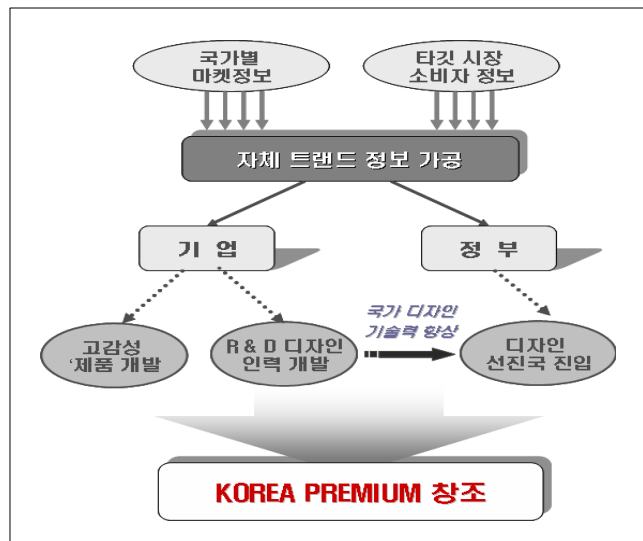 국가별
마켓정보
타깃 시장
소비자 정보
자체 트랜드 정보 가공
기 업
정 부
고감성
'제품 개발
R & D 디자인
인력 개발
국가 디자인
기술력 향상
디자인
선진국 진입
KOREA PREMIUM 창조